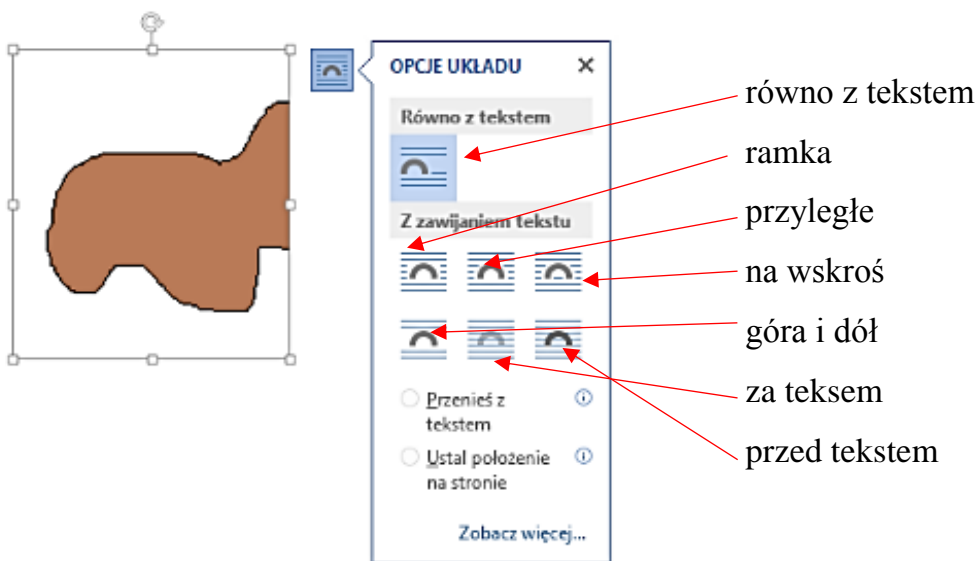 OPCJE UKŁADU
Równo z tekstem
Z zawijaniem tekstu
Przenieś z
tekstem
Ustal położenie
na stronie
Zobacz więcej...
równo z tekstem
ramka
przyległe
na wskroś
góra i dół
za teksem
przed tekstem